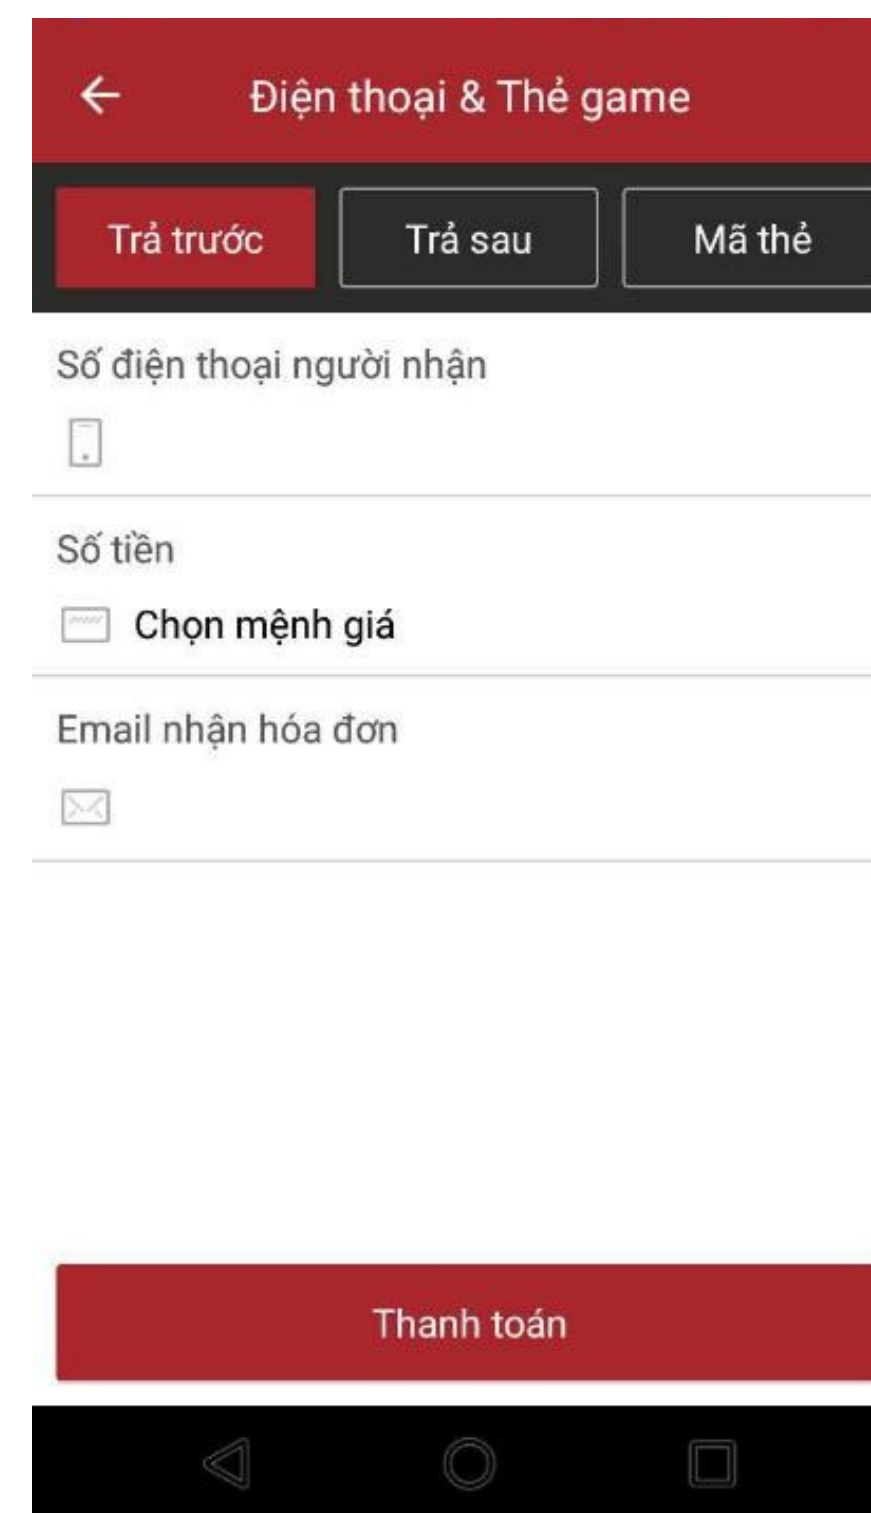 Điện thoại & Thẻ game
Trả trước
Trả sau
Mã thẻ
Số điện thoại người nhận
Số tiền
Chọn mệnh giá
Email nhận hóa đơn
Thanh toán